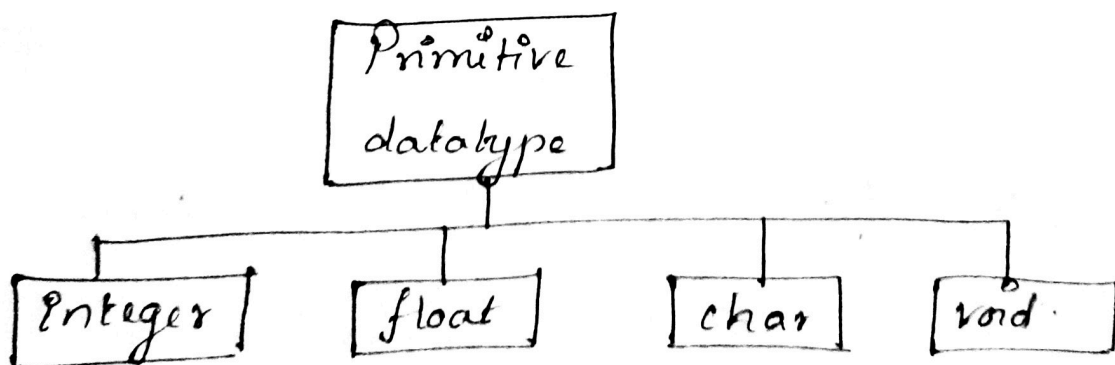 Primitive
datatype
Integer float char void.